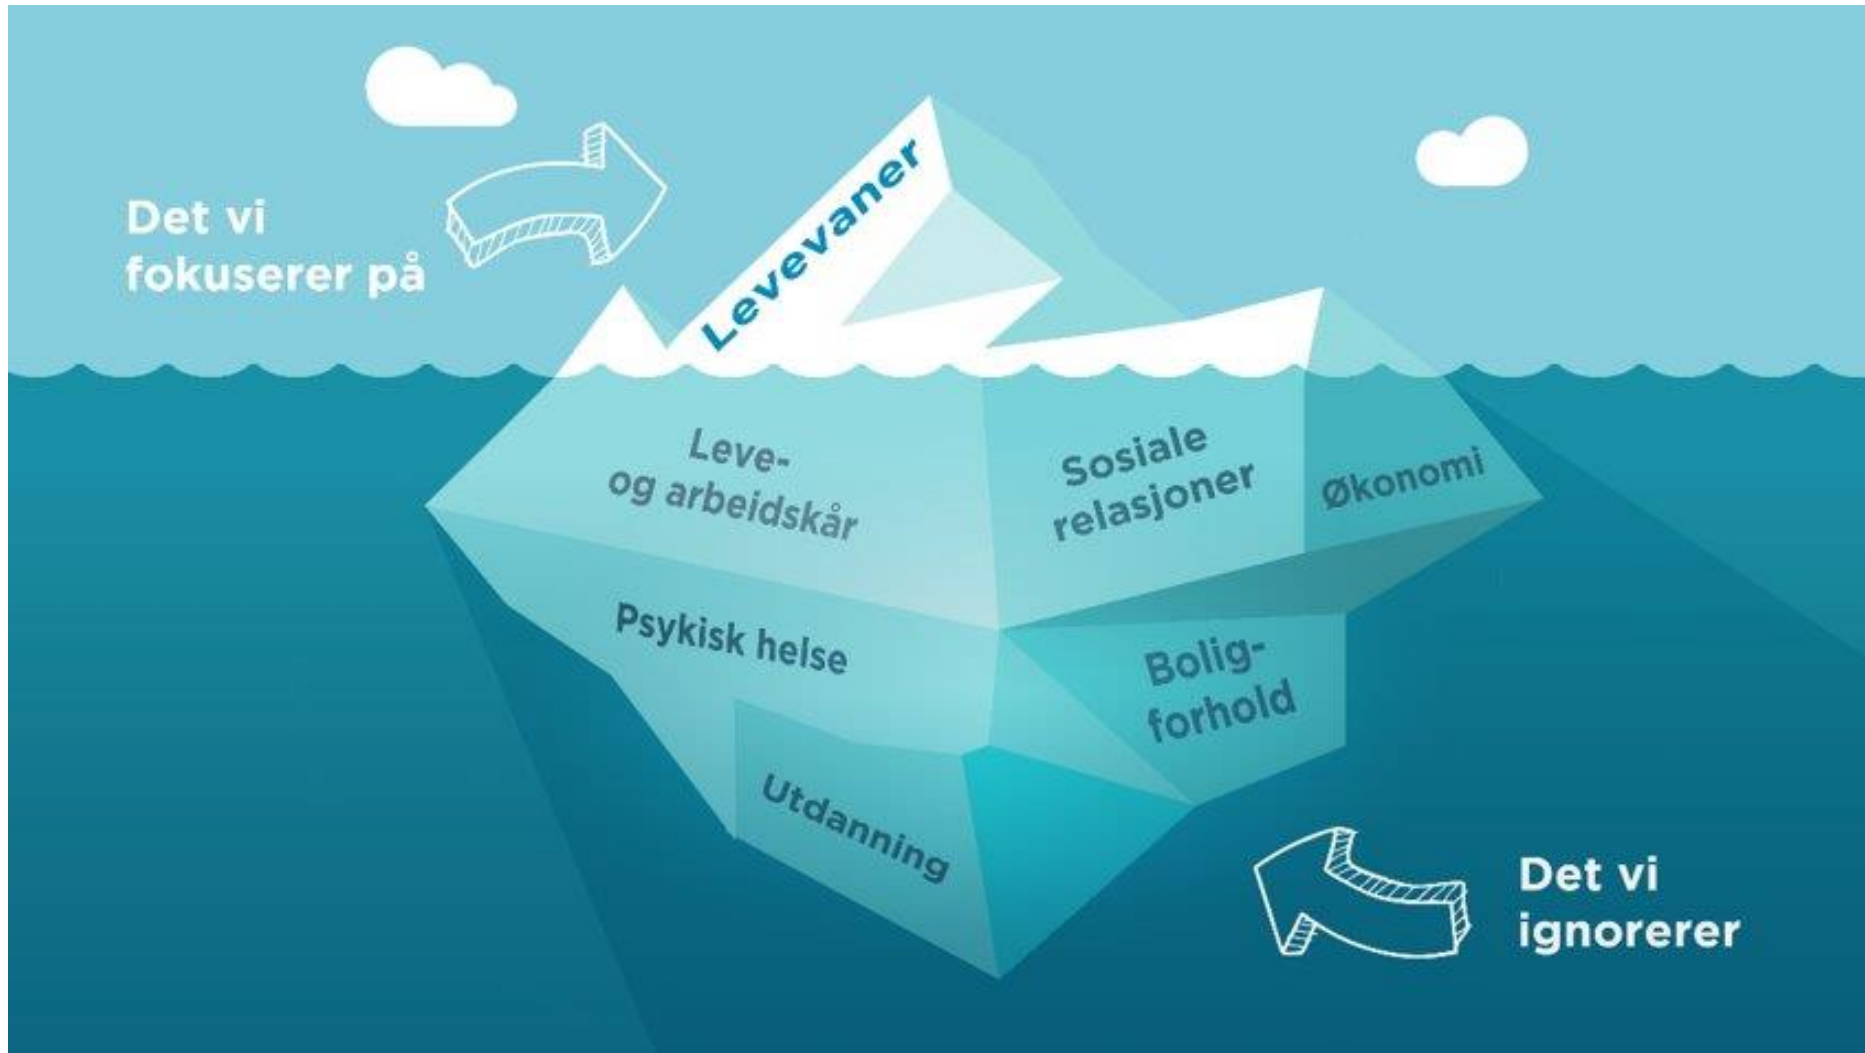 Det vi
fokuserer på
Levevaner
Leve-
og arbeidskår
Sosiale
relasjoner
Økonomi
Psykisk helse
Bolig-
forhold
Utdanning
Det vi
ignorerer